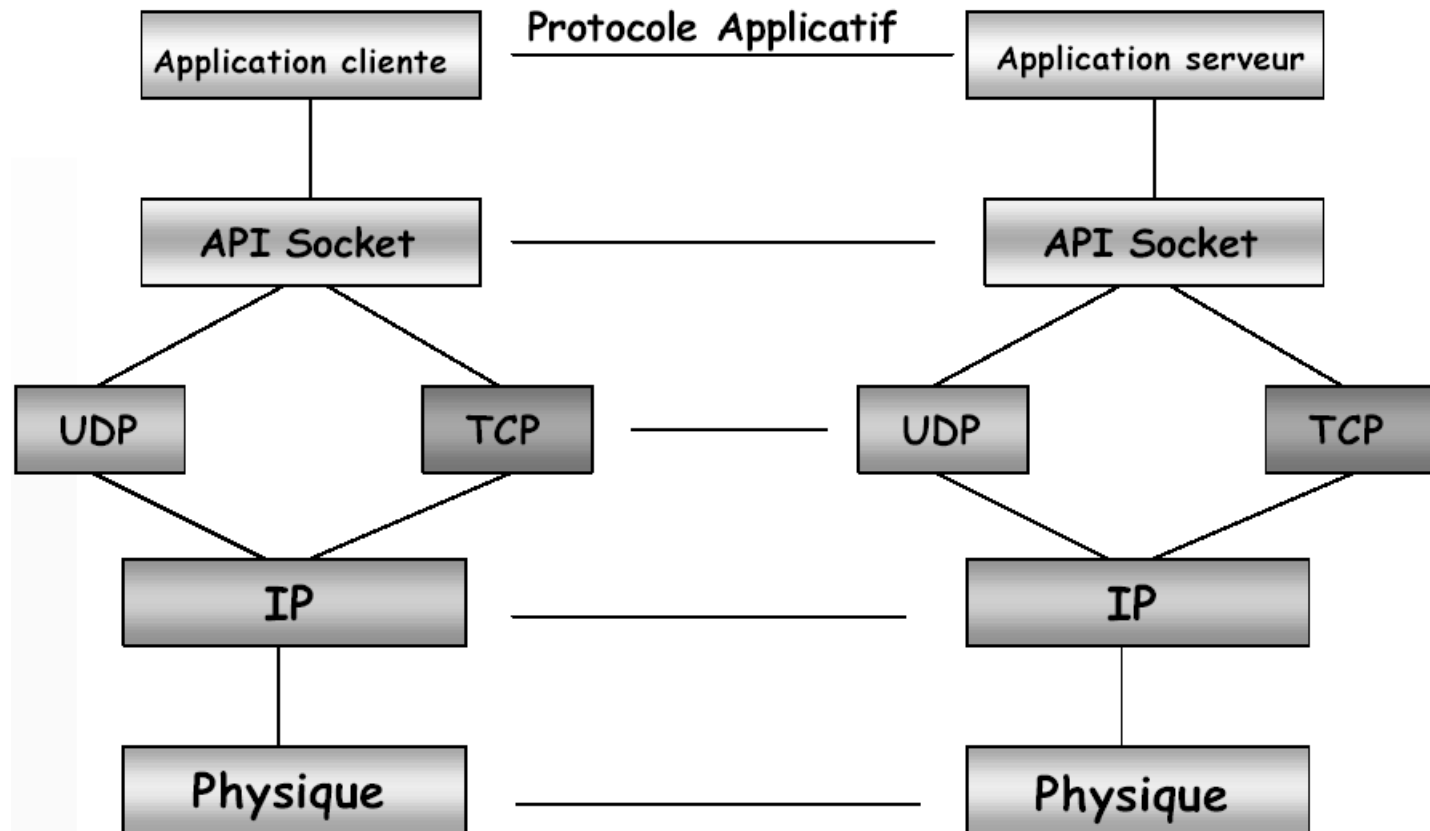 Protocole Applicatif
Application cliente
Application serveur
API Socket
API Socket
UDP
TCP
UDP
TCP
IP
IP
Physique
Physique